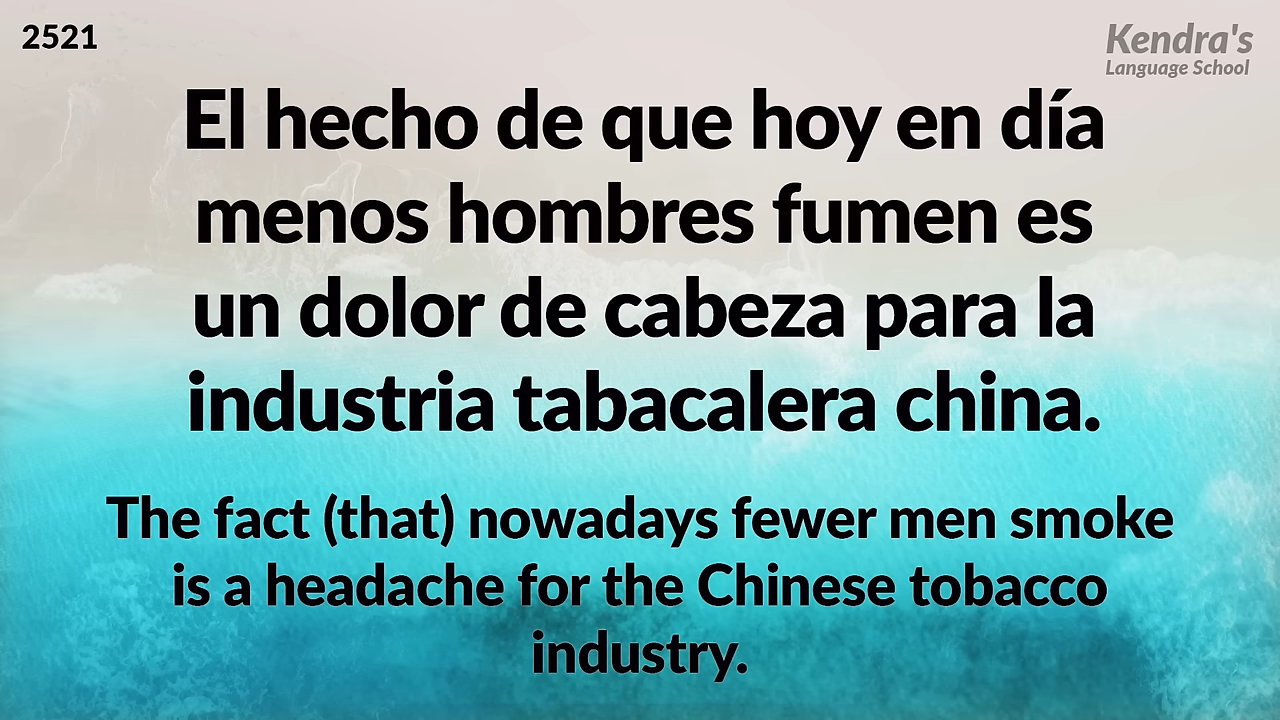 2521
Kendra's
Language School
El hecho de que hoy en día
menos hombres fumen es
un dolor de cabeza para la
industria tabacalera china.
The fact (that) nowadays fewer men smoke
is a headache for the Chinese tobacco
industry.